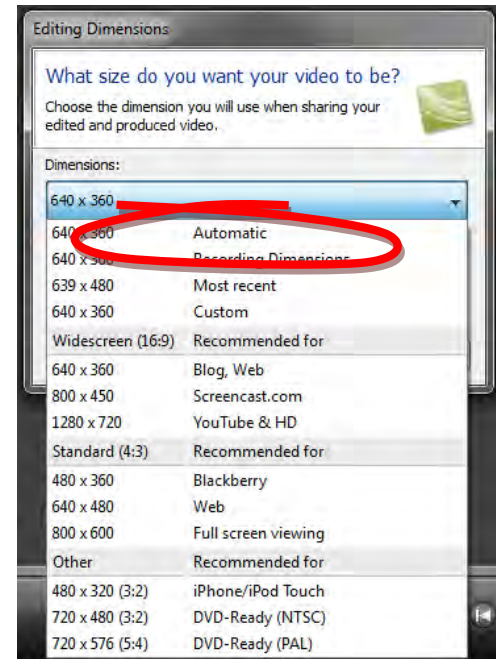 Editing Dimensions
What size do you want your video to be?
Choose the dimension you will use when sharing your
edited and produced video.
Dimensions:
640 x 360
640 x 360 Automatic
640 x 360 Recording Dimensions
639 x 480 Most recent
640 x 360 Custom
Widescreen (16:9) Recommended for
640 x 360 Blog, Web
800 x 450 Screencast.com
1280 x 720 YouTube & HD
Standard (4:3) Recommended for
480 x 360 Blackberry
640 x 480 Web
800 x 600 Full screen viewing
Other Recommended for
480 x 320 (3:2) iPhone/iPod Touch
720 x 480 (3:2) DVD-Ready (NTSC)
720 x 576 (5:4) DVD-Ready (PAL)